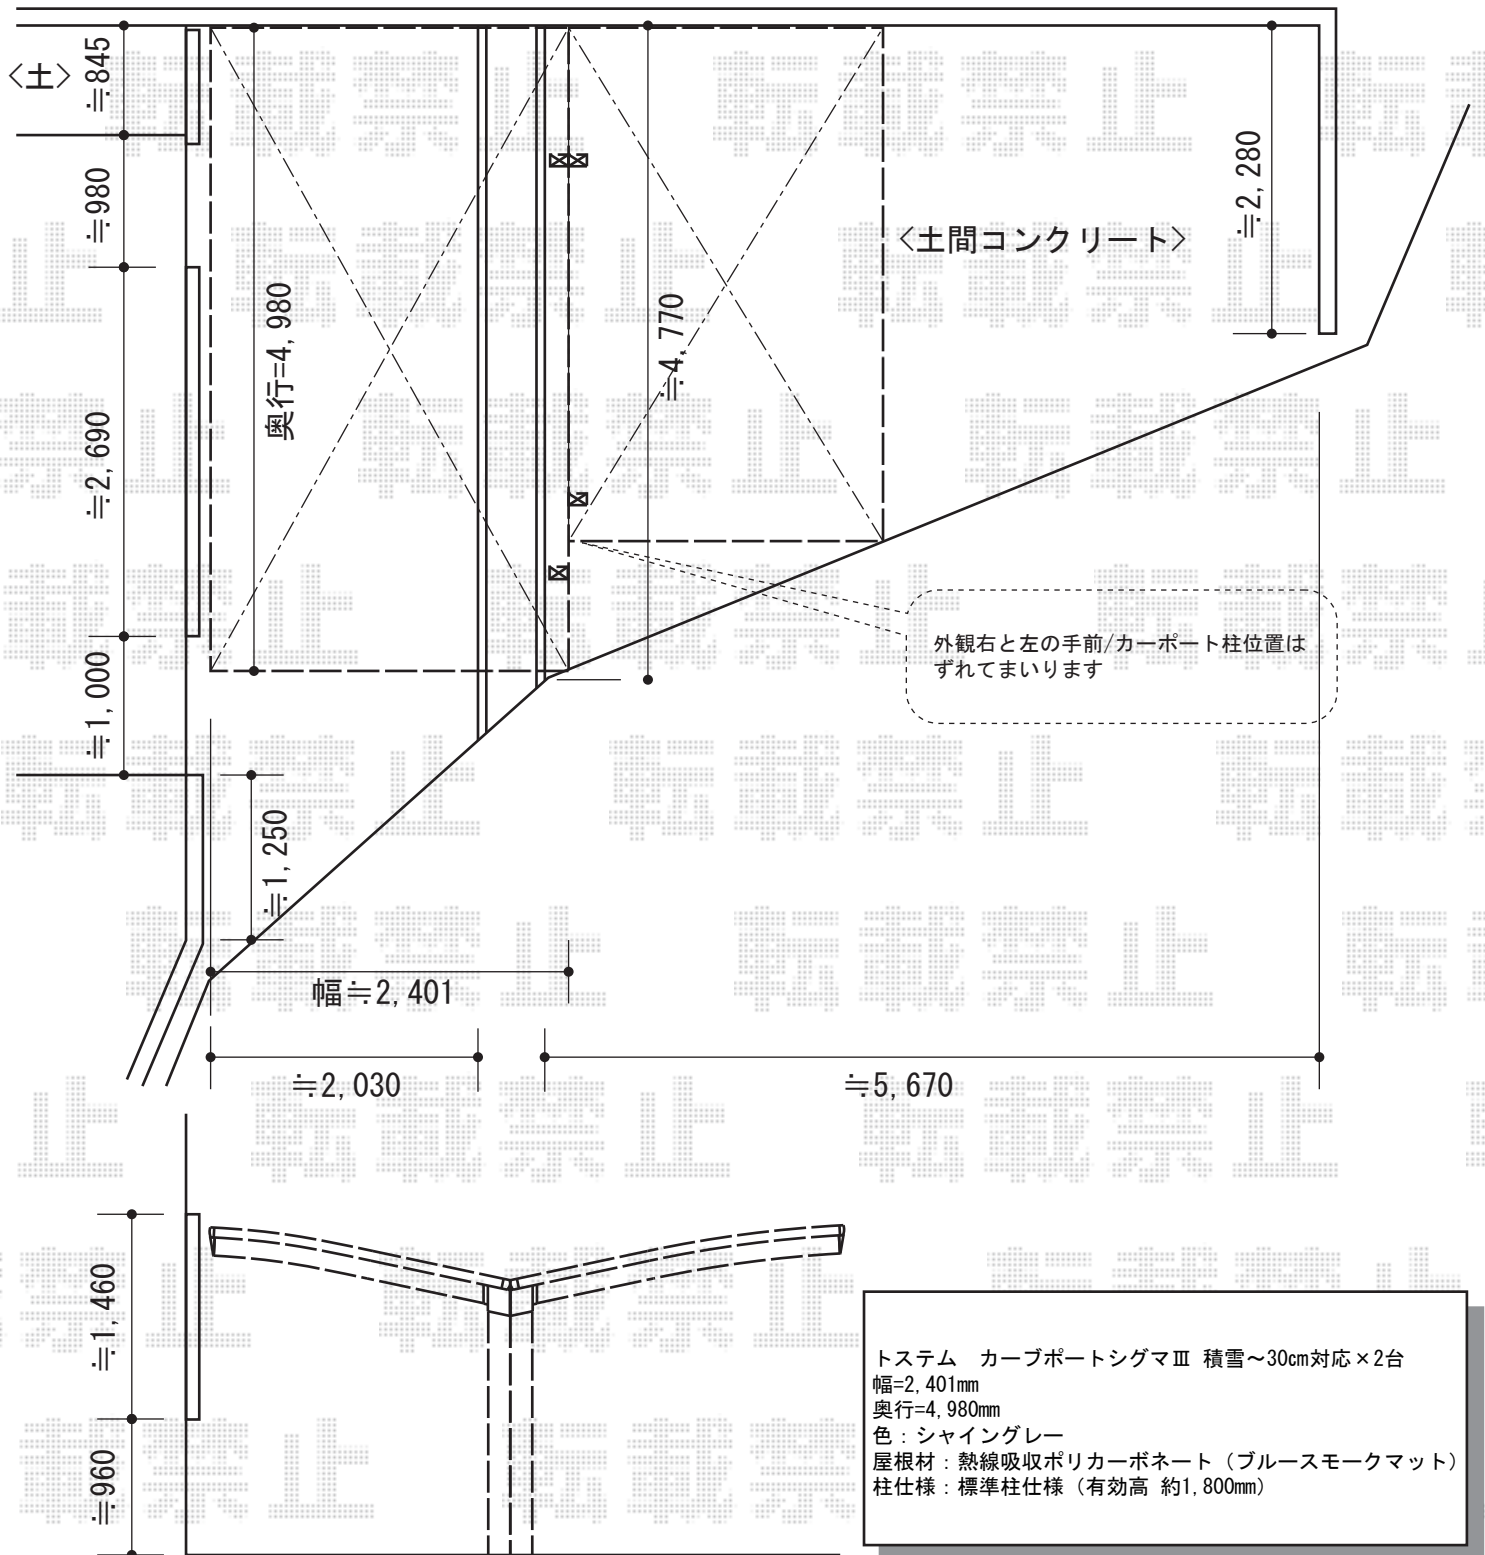 <土>
≒845
≒980
≒2,690
≒1,000
奥行=4,980
≒4,770
≒2,280
<土間コンクリート>
外観右と左の手前/カーポート柱位置は
ずれてまいります
≒1,250
幅≒2,401
≒2,030
≒5,670
≒1,460
≒960
トステム　カーブポートシグマⅢ 積雪～30cm対応×2台
幅=2,401mm
奥行=4,980mm
色：シャイングレー
屋根材：熱線吸収ポリカーボネート（ブルースモークマット）
柱仕様：標準柱仕様（有効高 約1,800mm）
転載禁止